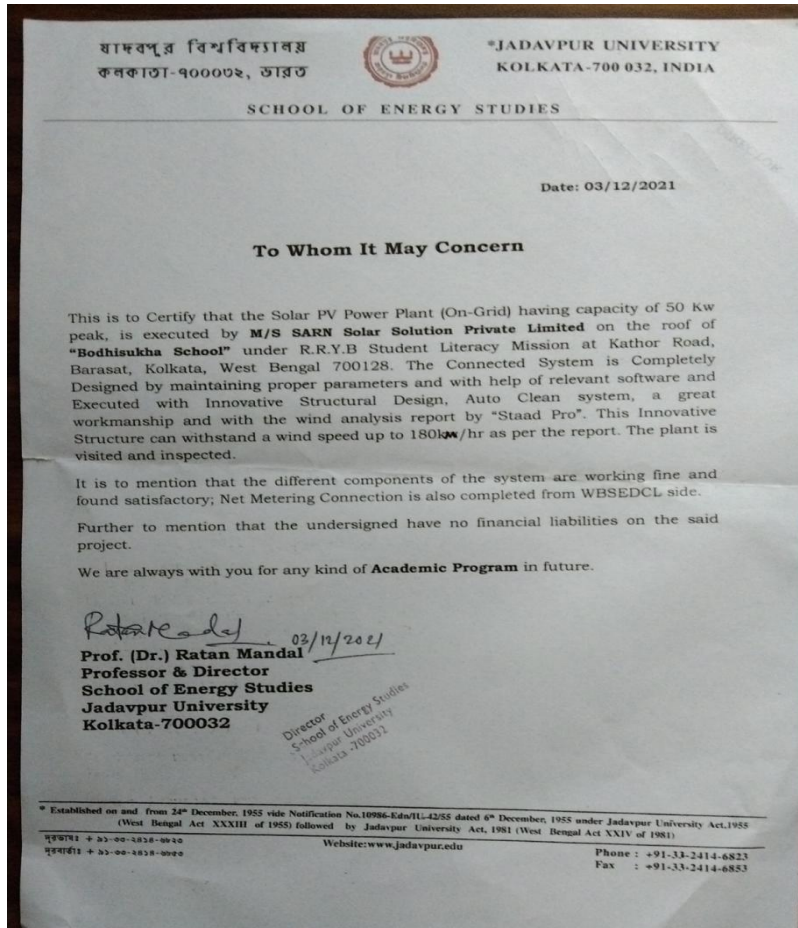 যাদবপুর বিশ্ববিদ্যালয়
কলকাতা-৭০০০৩২, ভারত
*JADAVPUR UNIVERSITY
KOLKATA-700 032, INDIA
SCHOOL OF ENERGY STUDIES
Date: 03/12/2021
To Whom It May Concern
This is to Certify that the Solar PV Power Plant (On-Grid) having capacity of 50 Kw
peak, is executed by M/S SARN Solar Solution Private Limited on the roof of
"Bodhisukha School" under R.R.Y.B Student Literacy Mission at Kathor Road,
Barasat, Kolkata, West Bengal 700128. The Connected System is Completely
Designed by maintaining proper parameters and with help of relevant software and
Executed with Innovative Structural Design, Auto Clean system, a great
workmanship and with the wind analysis report by "Staad Pro". This Innovative
Structure can withstand a wind speed up to 180km/hr as per the report. The plant is
visited and inspected.
It is to mention that the different components of the system are working fine and
found satisfactory; Net Metering Connection is also completed from WBSEDCL side.
Further to mention that the undersigned have no financial liabilities on the said
project.
We are always with you for any kind of Academic Program in future.
03/12/2021
Prof. (Dr.) Ratan Mandal
Professor & Director
School of Energy Studies
Jadavpur University
Kolkata-700032
Director
School of Energy Studies
Jadavpur University
Kolkata -700032
* Established on and from 24th December, 1955 vide Notification No.10986-Edn/IU-42/55 dated 6th December, 1955 under Jadavpur University Act,1955
(West Bengal Act XXXIII of 1955) followed by Jadavpur University Act, 1981 (West Bengal Act XXIV of 1981)
দূরভাষঃ + ৯১-৩৩-২৪১৪-৬৮২৩
দূরবার্তাঃ + ৯১-৩৩-২৪১৪-৬৮৫৩
Website:www.jadavpur.edu
Phone : +91-33-2414-6823
Fax : +91-33-2414-6853